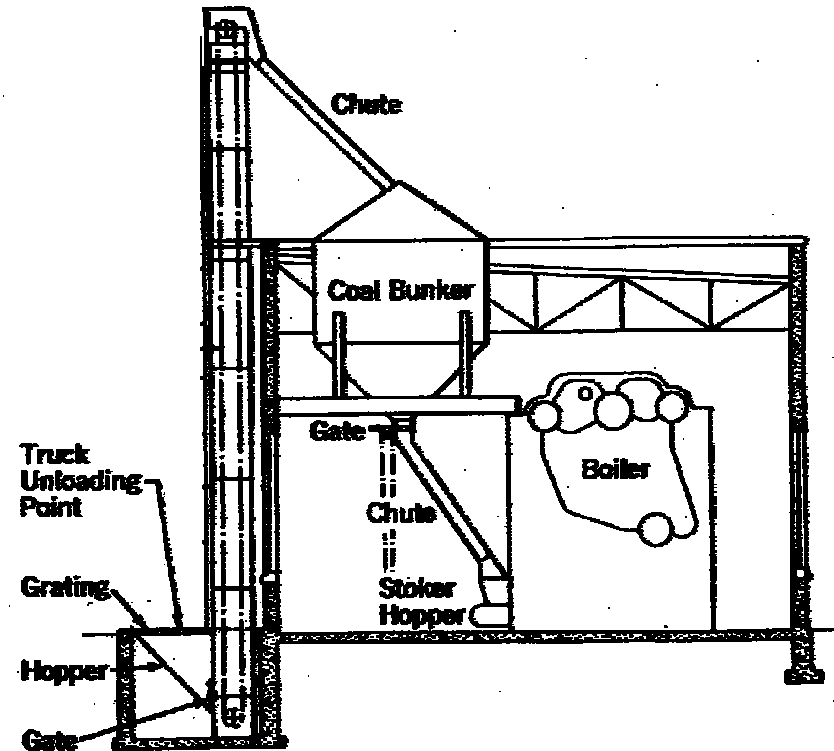 Chute
Coal Bunker
Gate
Boiler
Truck
Unloading
Point
Chute
Grating
Stoker
Hopper
Hopper
Gate